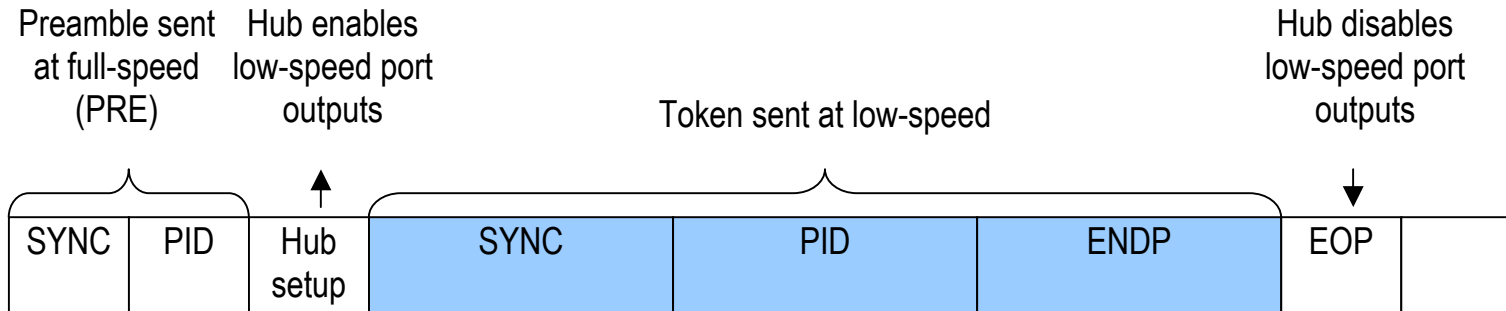 Preamble sent
at full-speed
(PRE)
Hub enables
low-speed port
outputs
Token sent at low-speed
Hub disables
low-speed port
outputs
SYNC
PID
Hub
setup
SYNC
PID
ENDP
EOP